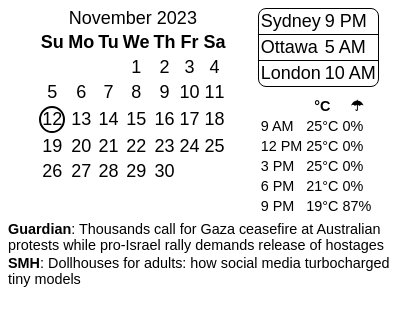 November 2023
Su Mo Tu We Th Fr Sa
1 2 3 4
5 6 7 8 9 10 11
12 13 14 15 16 17 18
19 20 21 22 23 24 25
26 27 28 29 30
Sydney 9 PM
Ottawa 5 AM
London 10 AM
°C ☂
9 AM 25°C 0%
12 PM 25°C 0%
3 PM 25°C 0%
6 PM 21°C 0%
9 PM 19°C 87%
Guardian: Thousands call for Gaza ceasefire at Australian
protests while pro-Israel rally demands release of hostages
SMH: Dollhouses for adults: how social media turbocharged
tiny models